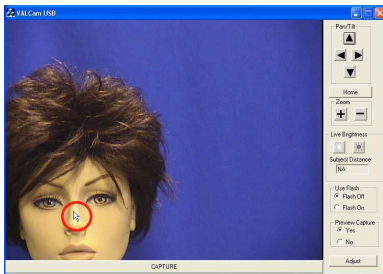 VALCam USB
Pan/Tilt
Home
Zoom
Live Brightness
Subject Distance
NA
Use Flash
Flash Off
Flash On
Preview Capture
Yes
No
Adjust
CAPTURE